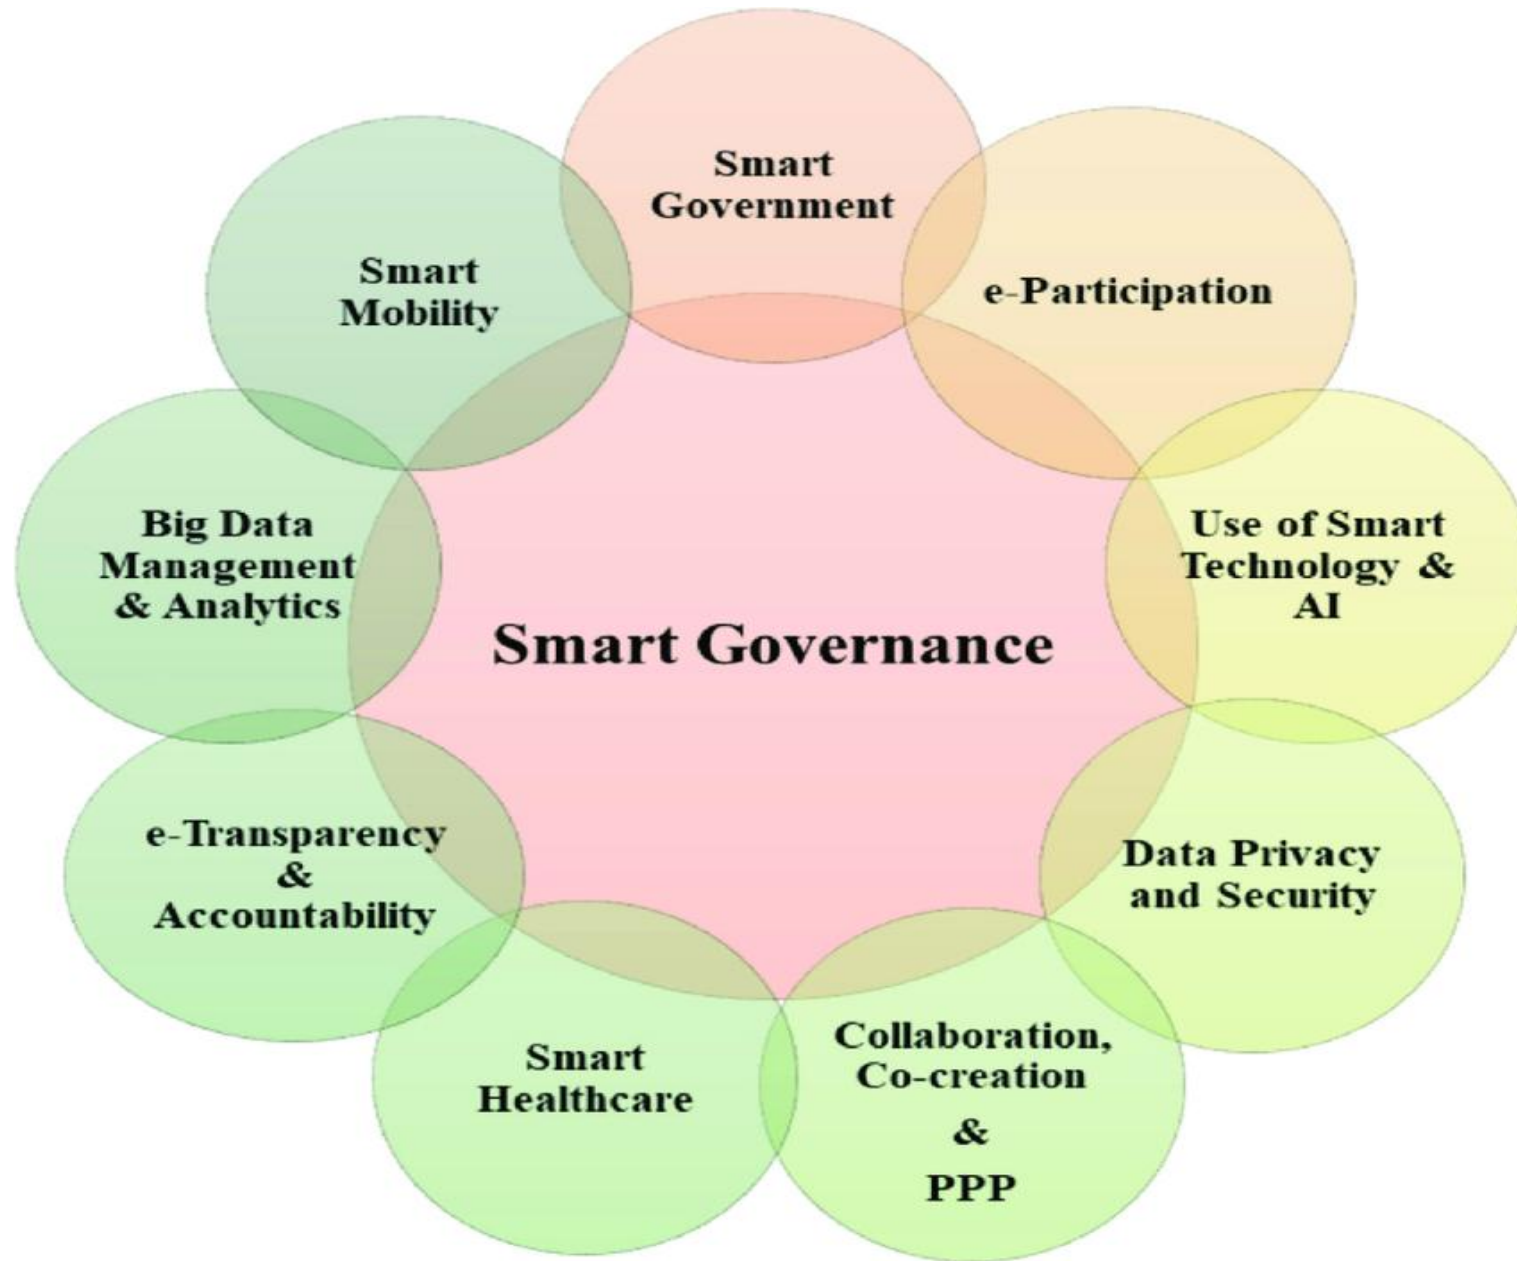 Smart
Government
e-Participation
Use of Smart
Technology &
AI
Data Privacy
and Security
Collaboration,
Co-creation
&
PPP
Smart
Healthcare
e-Transparency
&
Accountability
Big Data
Management
& Analytics
Smart
Mobility
Smart Governance